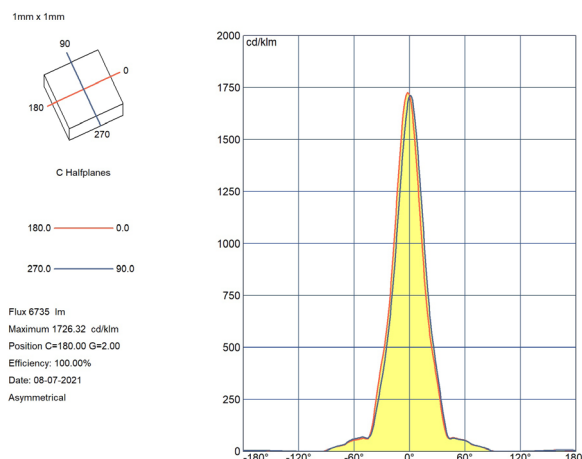 1mm x 1mm
90
0
180
270
C Halfplanes
180.0 0.0
270.0 90.0
Flux 6735 lm
Maximum 1726.32 cd/klm
Position C=180.00 G=2.00
Efficiency: 100.00%
Date: 08-07-2021
Asymmetrical
2000
cd/klm
1750
1500
1250
1000
750
500
250
0
-180° -120° -60° 0° 60° 120° 180